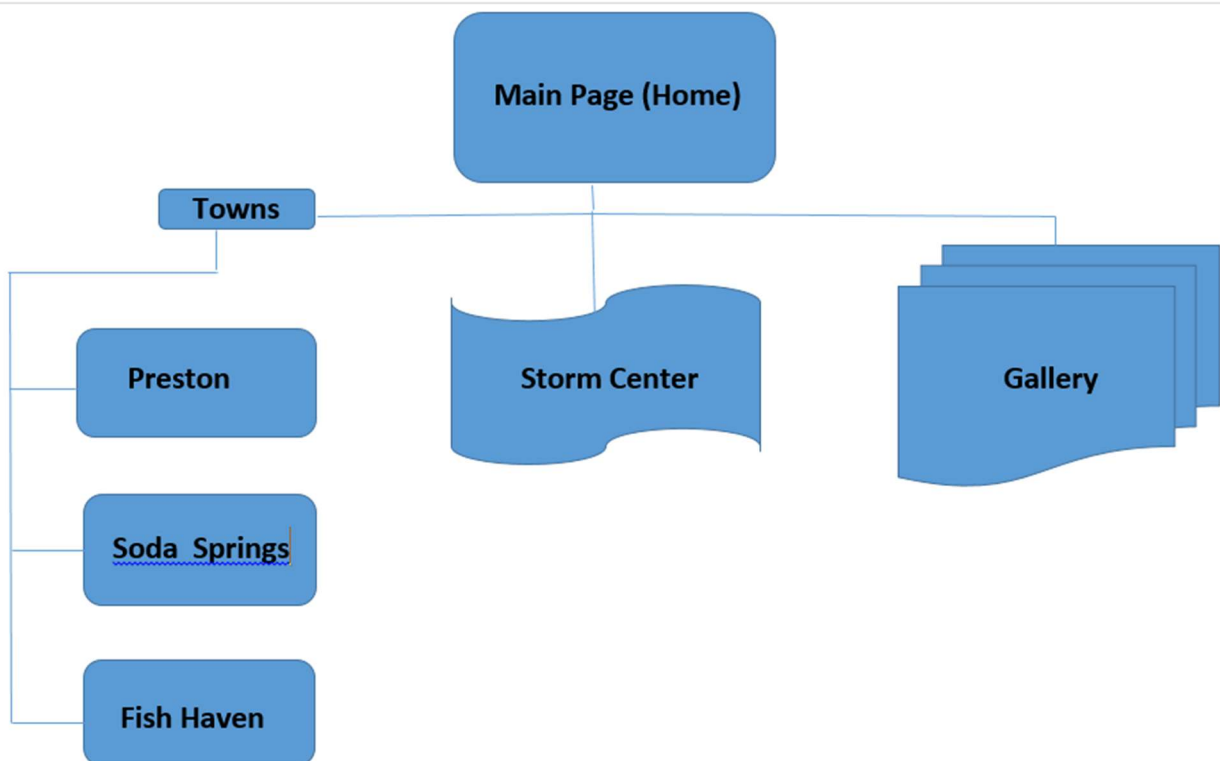 Main Page (Home)
Towns
Preston
Storm Center
Gallery
Soda  Springs
Fish Haven